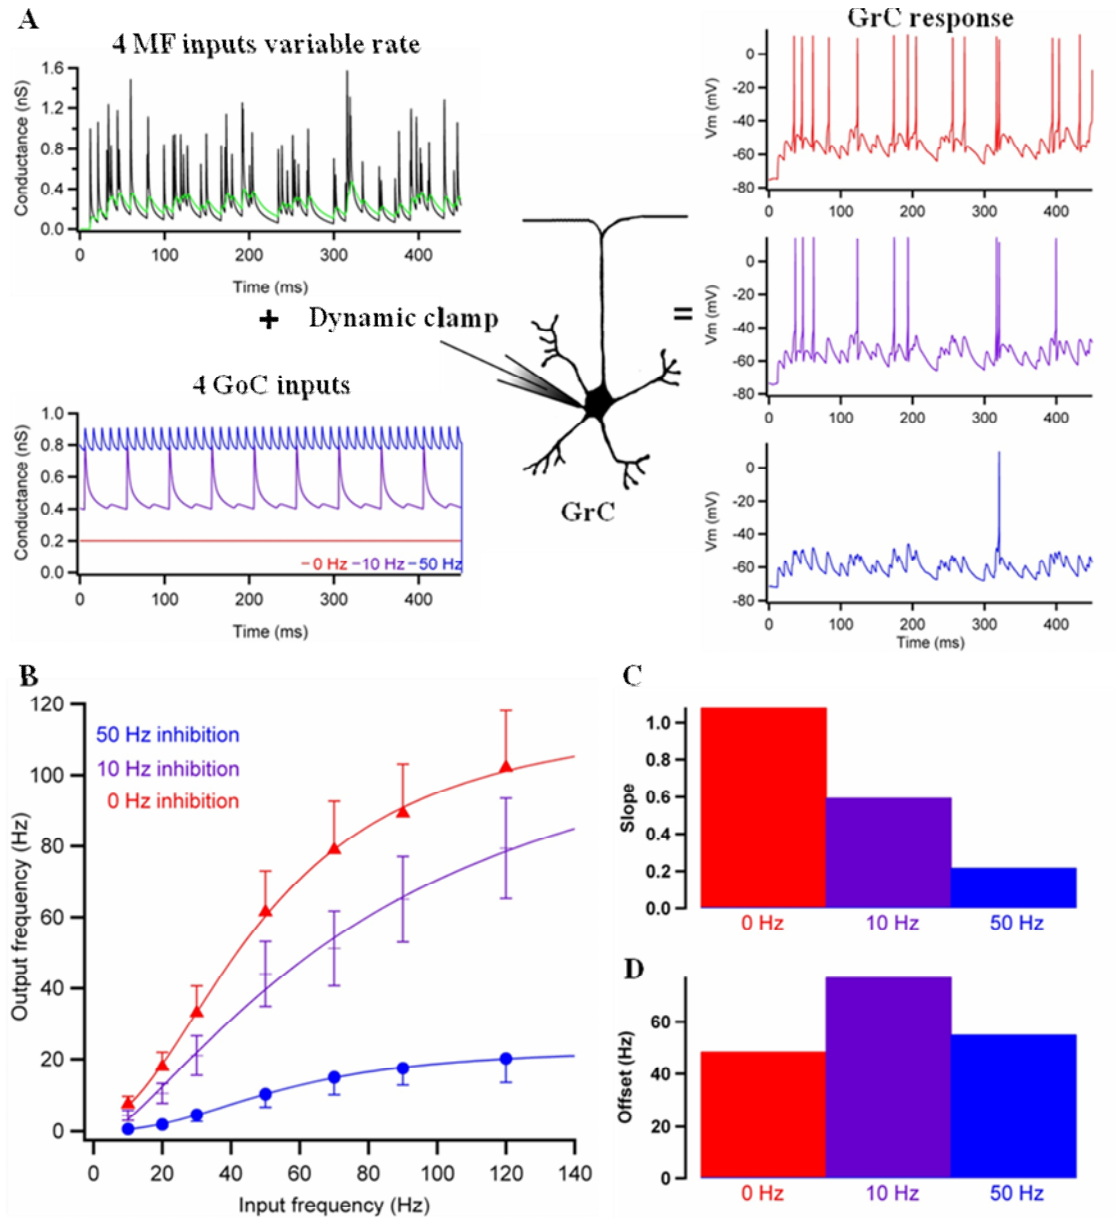 A
4 MF inputs variable rate
GrC response
Conductance (nS)
1.6
1.2
0.8
0.4
0.0
0 100 200 300 400
Time (ms)
Vm (mV)
0
-20
-40
-60
-80
0 100 200 300 400
+ Dynamic clamp
=
Vm (mV)
0
-20
-40
-60
-80
0 100 200 300 400
4 GoC inputs
Conductance (nS)
1.0
0.8
0.6
0.4
0.2
0.0
0 Hz 10 Hz 50 Hz
0 100 200 300 400
Time (ms)
GrC
Vm (mV)
0
-20
-40
-60
-80
0 100 200 300 400
Time (ms)
B
Output frequency (Hz)
120
100
80
60
40
20
0
50 Hz inhibition
10 Hz inhibition
0 Hz inhibition
0 20 40 60 80 100 120 140
Input frequency (Hz)
C
Slope
1.0
0.8
0.6
0.4
0.2
0.0
0 Hz 10 Hz 50 Hz
D
Offset (Hz)
60
40
20
0
0 Hz 10 Hz 50 Hz